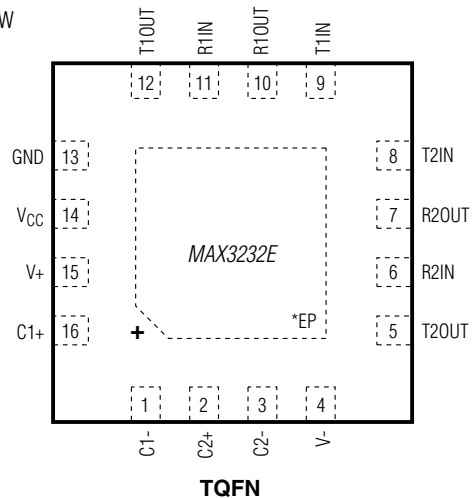 W
T1OUT R1IN R1OUT T1IN
12 11 10 9
GND 13 8 T2IN
VCC 14 7 R2OUT
MAX3232E
V+ 15 6 R2IN
*EP
C1+ 16 + 5 T2OUT
1 2 3 4
C1- C2+ C2- V-
TQFN